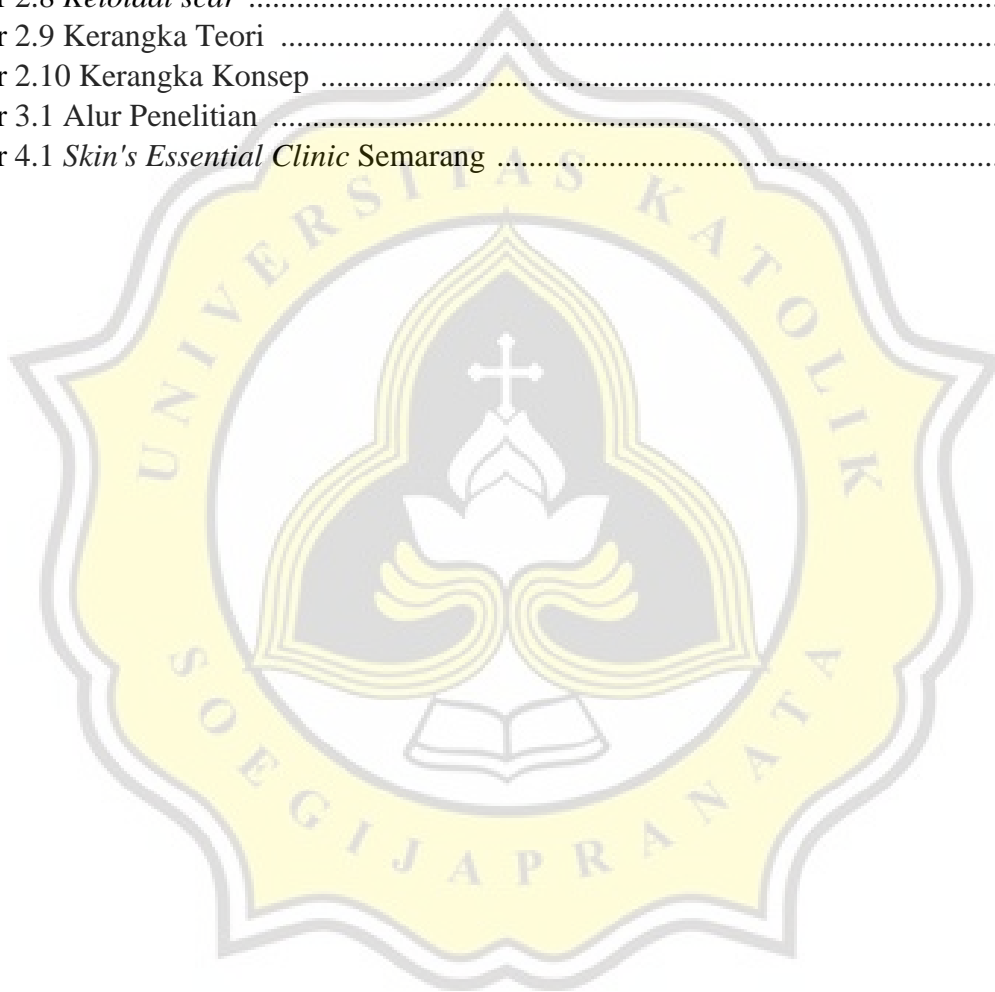 r 2.8 Keloidal scar ....................................................................................................
r 2.9 Kerangka Teori ....................................................................................................
r 2.10 Kerangka Konsep ....................................................................................................
r 3.1 Alur Penelitian ....................................................................................................
r 4.1 Skin's Essential Clinic Semarang ....................................................................................................
UNIVERSITAS KATOLIK
SOEGIJAPRANATA